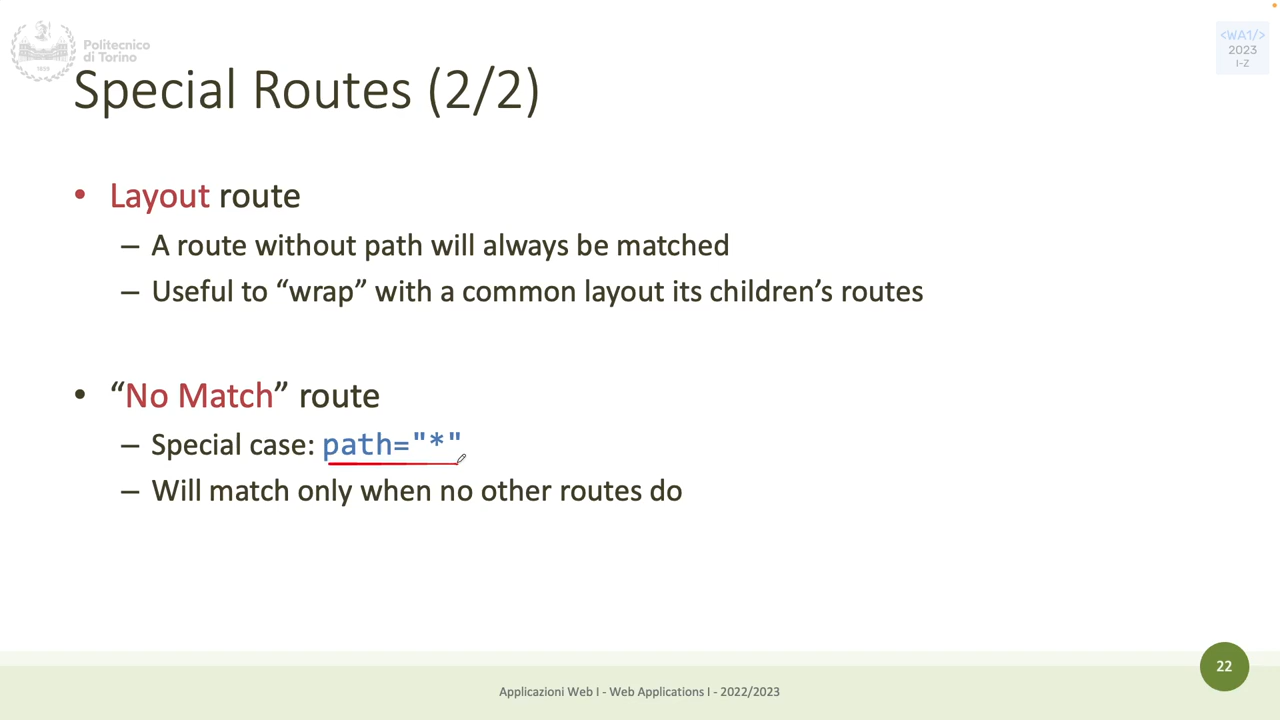 Politecnico
di Torino
<WA1/>
2023
I-Z
Special Routes (2/2)
• Layout route
– A route without path will always be matched
– Useful to “wrap” with a common layout its children’s routes
• “No Match” route
– Special case: path="*"
– Will match only when no other routes do
22
Applicazioni Web I - Web Applications I - 2022/2023